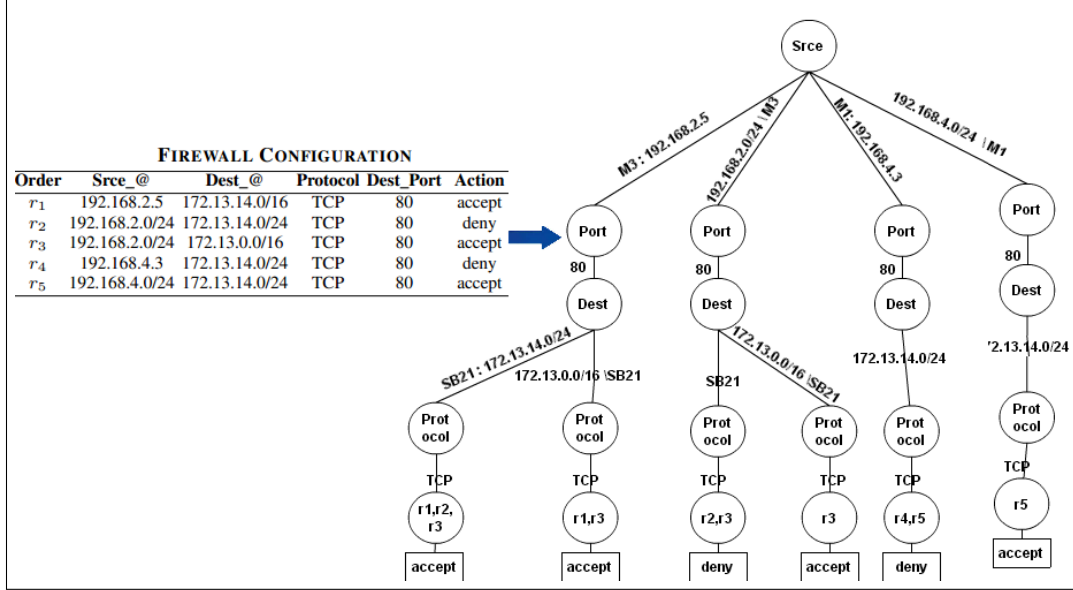 FIREWALL CONFIGURATION
Order Srce_@ Dest_@ Protocol Dest_Port Action
r1 192.168.2.5 172.13.14.0/16 TCP 80 accept
r2 192.168.2.0/24 172.13.14.0/24 TCP 80 deny
r3 192.168.2.0/24 172.13.0.0/16 TCP 80 accept
r4 192.168.4.3 172.13.14.0/24 TCP 80 deny
r5 192.168.4.0/24 172.13.14.0/24 TCP 80 accept
Srce
M3 : 192.168.2.5
192.168.2.0/24 \ M3
M1: 192.168.4.3
192.168.4.0/24 \ M1
Port
Port
Port
Port
80
80
80
80
Dest
Dest
Dest
Dest
SB21 : 172.13.14.0/24
172.13.0.0/16 \SB21
SB21
172.13.0.0/16 \SB21
172.13.14.0/24
'2.13.14.0/24
Prot
ocol
Prot
ocol
Prot
ocol
Prot
ocol
Prot
ocol
Prot
ocol
TCP
TCP
TCP
TCP
TCP
TCP
r1,r2,
r3
r1,r3
r2,r3
r3
r4,r5
r5
accept
accept
deny
accept
deny
accept